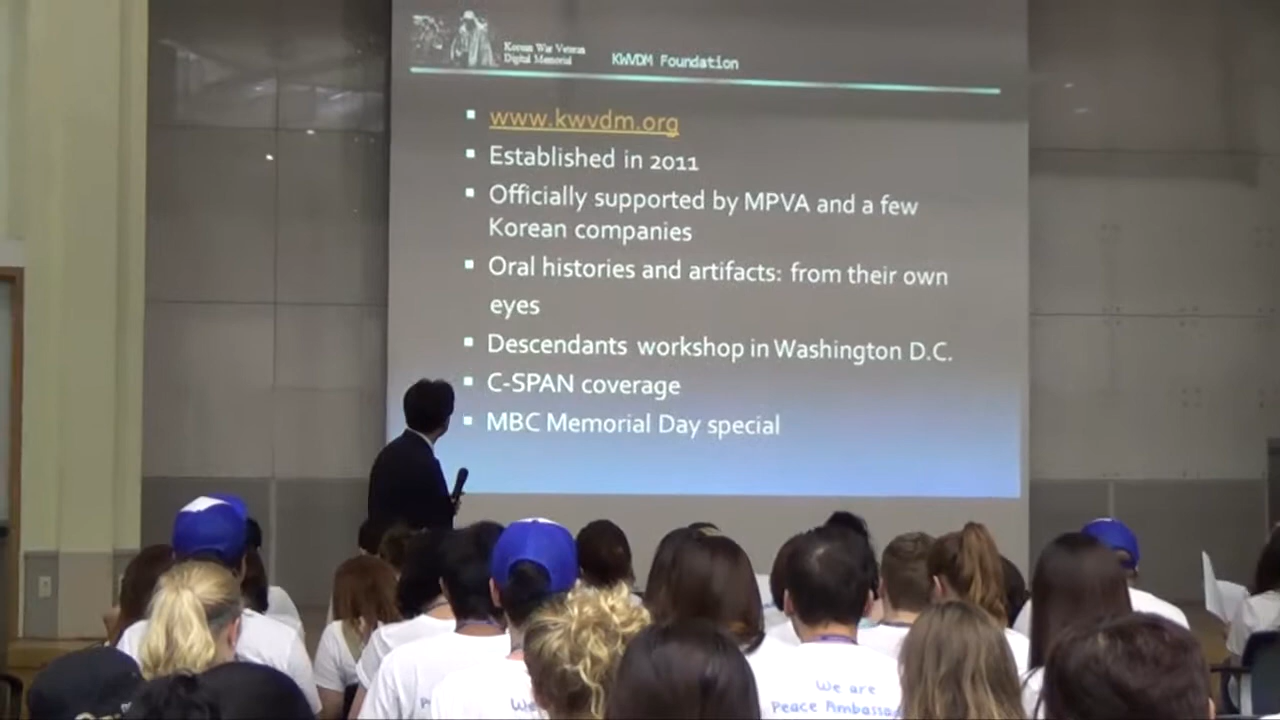 Korean War Veteran
Digital Memorial
KWVDM Foundation
www.kwvdm.org
Established in 2011
Officially supported by MPVA and a few
Korean companies
Oral histories and artifacts: from their own
eyes
Descendants workshop in Washington D.C.
C-SPAN coverage
MBC Memorial Day special
We
We are
Peace Ambassa